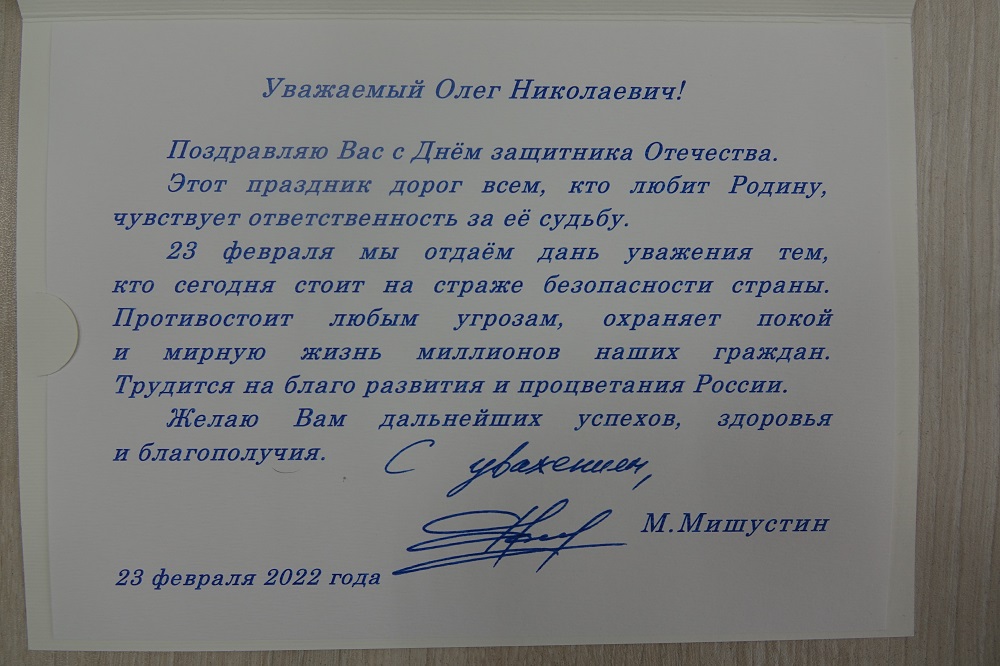 Уважаемый Олег Николаевич!
Поздравляю Вас с Днём защитника Отечества.
Этот праздник дорог всем, кто любит Родину,
чувствует ответственность за её судьбу.
23 февраля мы отдаём дань уважения тем,
кто сегодня стоит на страже безопасности страны.
Противостоит любым угрозам, охраняет покой
и мирную жизнь миллионов наших граждан.
Трудится на благо развития и процветания России.
Желаю Вам дальнейших успехов, здоровья
и благополучия.
С уважением,
М.Мишустин
23 февраля 2022 года